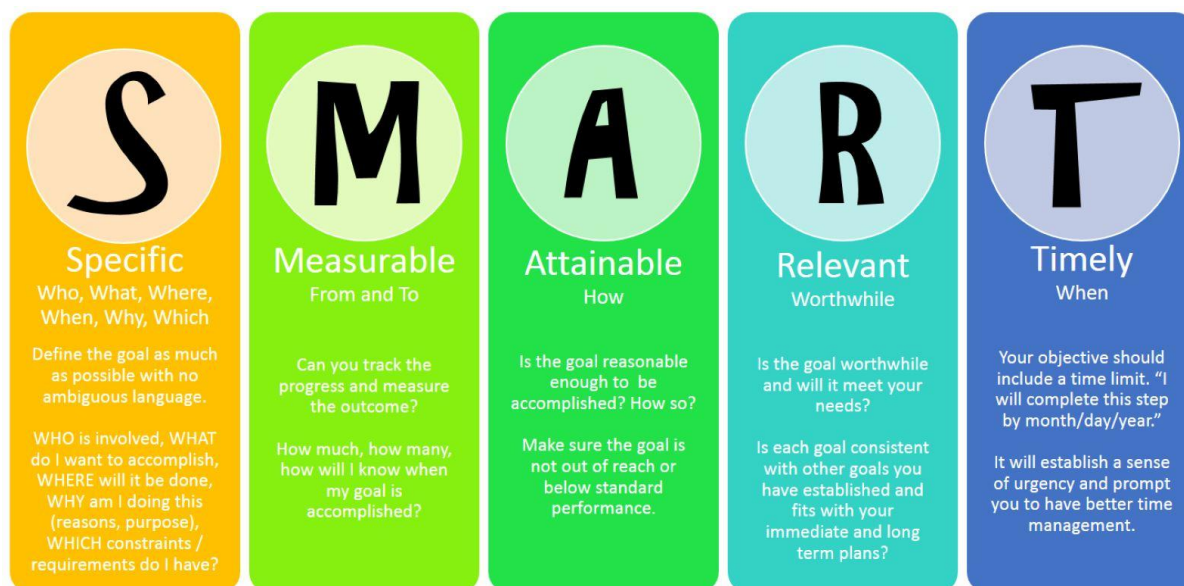 S
Specific
Who, What, Where,
When, Why, Which
Define the goal as much
as possible with no
ambiguous language.
WHO is involved, WHAT
do I want to accomplish,
WHERE will it be done,
WHY am I doing this
(reasons, purpose),
WHICH constraints /
requirements do I have?
M
Measurable
From and To
Can you track the
progress and measure
the outcome?
How much, how many,
how will I know when
my goal is
accomplished?
A
Attainable
How
Is the goal reasonable
enough to be
accomplished? How so?
Make sure the goal is
not out of reach or
below standard
performance.
R
Relevant
Worthwhile
Is the goal worthwhile
and will it meet your
needs?
Is each goal consistent
with other goals you
have established and
fits with your
immediate and long
term plans?
T
Timely
When
Your objective should
include a time limit. “I
will complete this step
by month/day/year.”
It will establish a sense
of urgency and prompt
you to have better time
management.